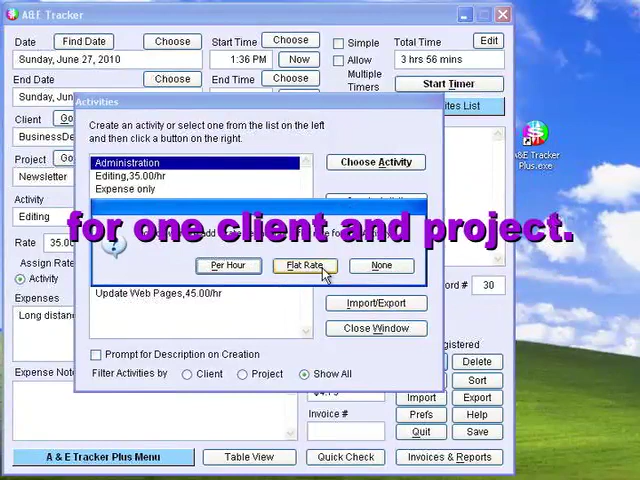 A&E Tracker
Date Find Date Choose Start Time Choose Simple Total Time Edit
Sunday, June 27, 2010 1:36 PM Now Allow Multiple Timers 3 hrs 56 mins
End Date Choose End Time Choose Start Timer
Sunday, Ju
Client Go
BusinessDe
Project Go
Newsletter
Activity
Editing
Rate 35.00
Assign Rate
Activity
Expenses
Long distan
Expense Note
Activities
Create an activity or select one from the list on the left
and then click a button on the right.
Administration
Editing,35.00/hr
Expense only
Choose Activity
for one client and project.
Per Hour Flat Rate None
Update Web Pages,45.00/hr
Import/Export
Close Window
Prompt for Description on Creation
Filter Activities by Client Project Show All
ites List
ord # 30
gistered
Delete
Sort
Import Export
Prefs Help
Quit Save
$4.75
Invoice #
A & E Tracker Plus Menu Table View Quick Check Invoices & Reports
A&E Tracker
Plus.exe